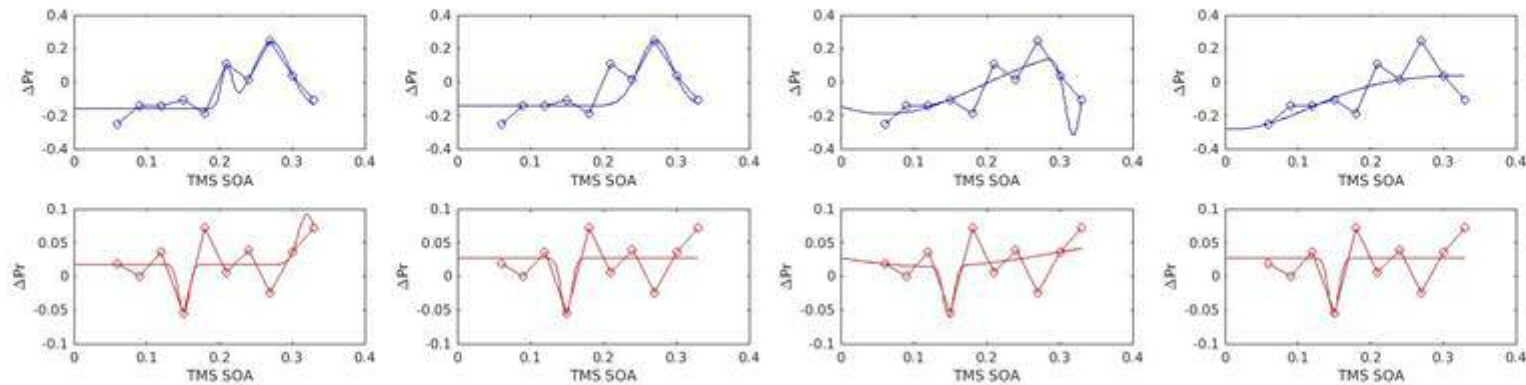 0.4 0.4 0.4 0.4
0.2 0.2 0.2 0.2
ΔPr 0 ΔPr 0 ΔPr 0 ΔPr 0
-0.2 -0.2 -0.2 -0.2
-0.4 -0.4 -0.4 -0.4
0 0.1 0.2 0.3 0.4 0 0.1 0.2 0.3 0.4 0 0.1 0.2 0.3 0.4 0 0.1 0.2 0.3 0.4
TMS SOA TMS SOA TMS SOA TMS SOA
0.1 0.1 0.1 0.1
0.05 0.05 0.05 0.05
ΔPr 0 ΔPr 0 ΔPr 0 ΔPr 0
-0.05 -0.05 -0.05 -0.05
-0.1 -0.1 -0.1 -0.1
0 0.1 0.2 0.3 0.4 0 0.1 0.2 0.3 0.4 0 0.1 0.2 0.3 0.4 0 0.1 0.2 0.3 0.4
TMS SOA TMS SOA TMS SOA TMS SOA